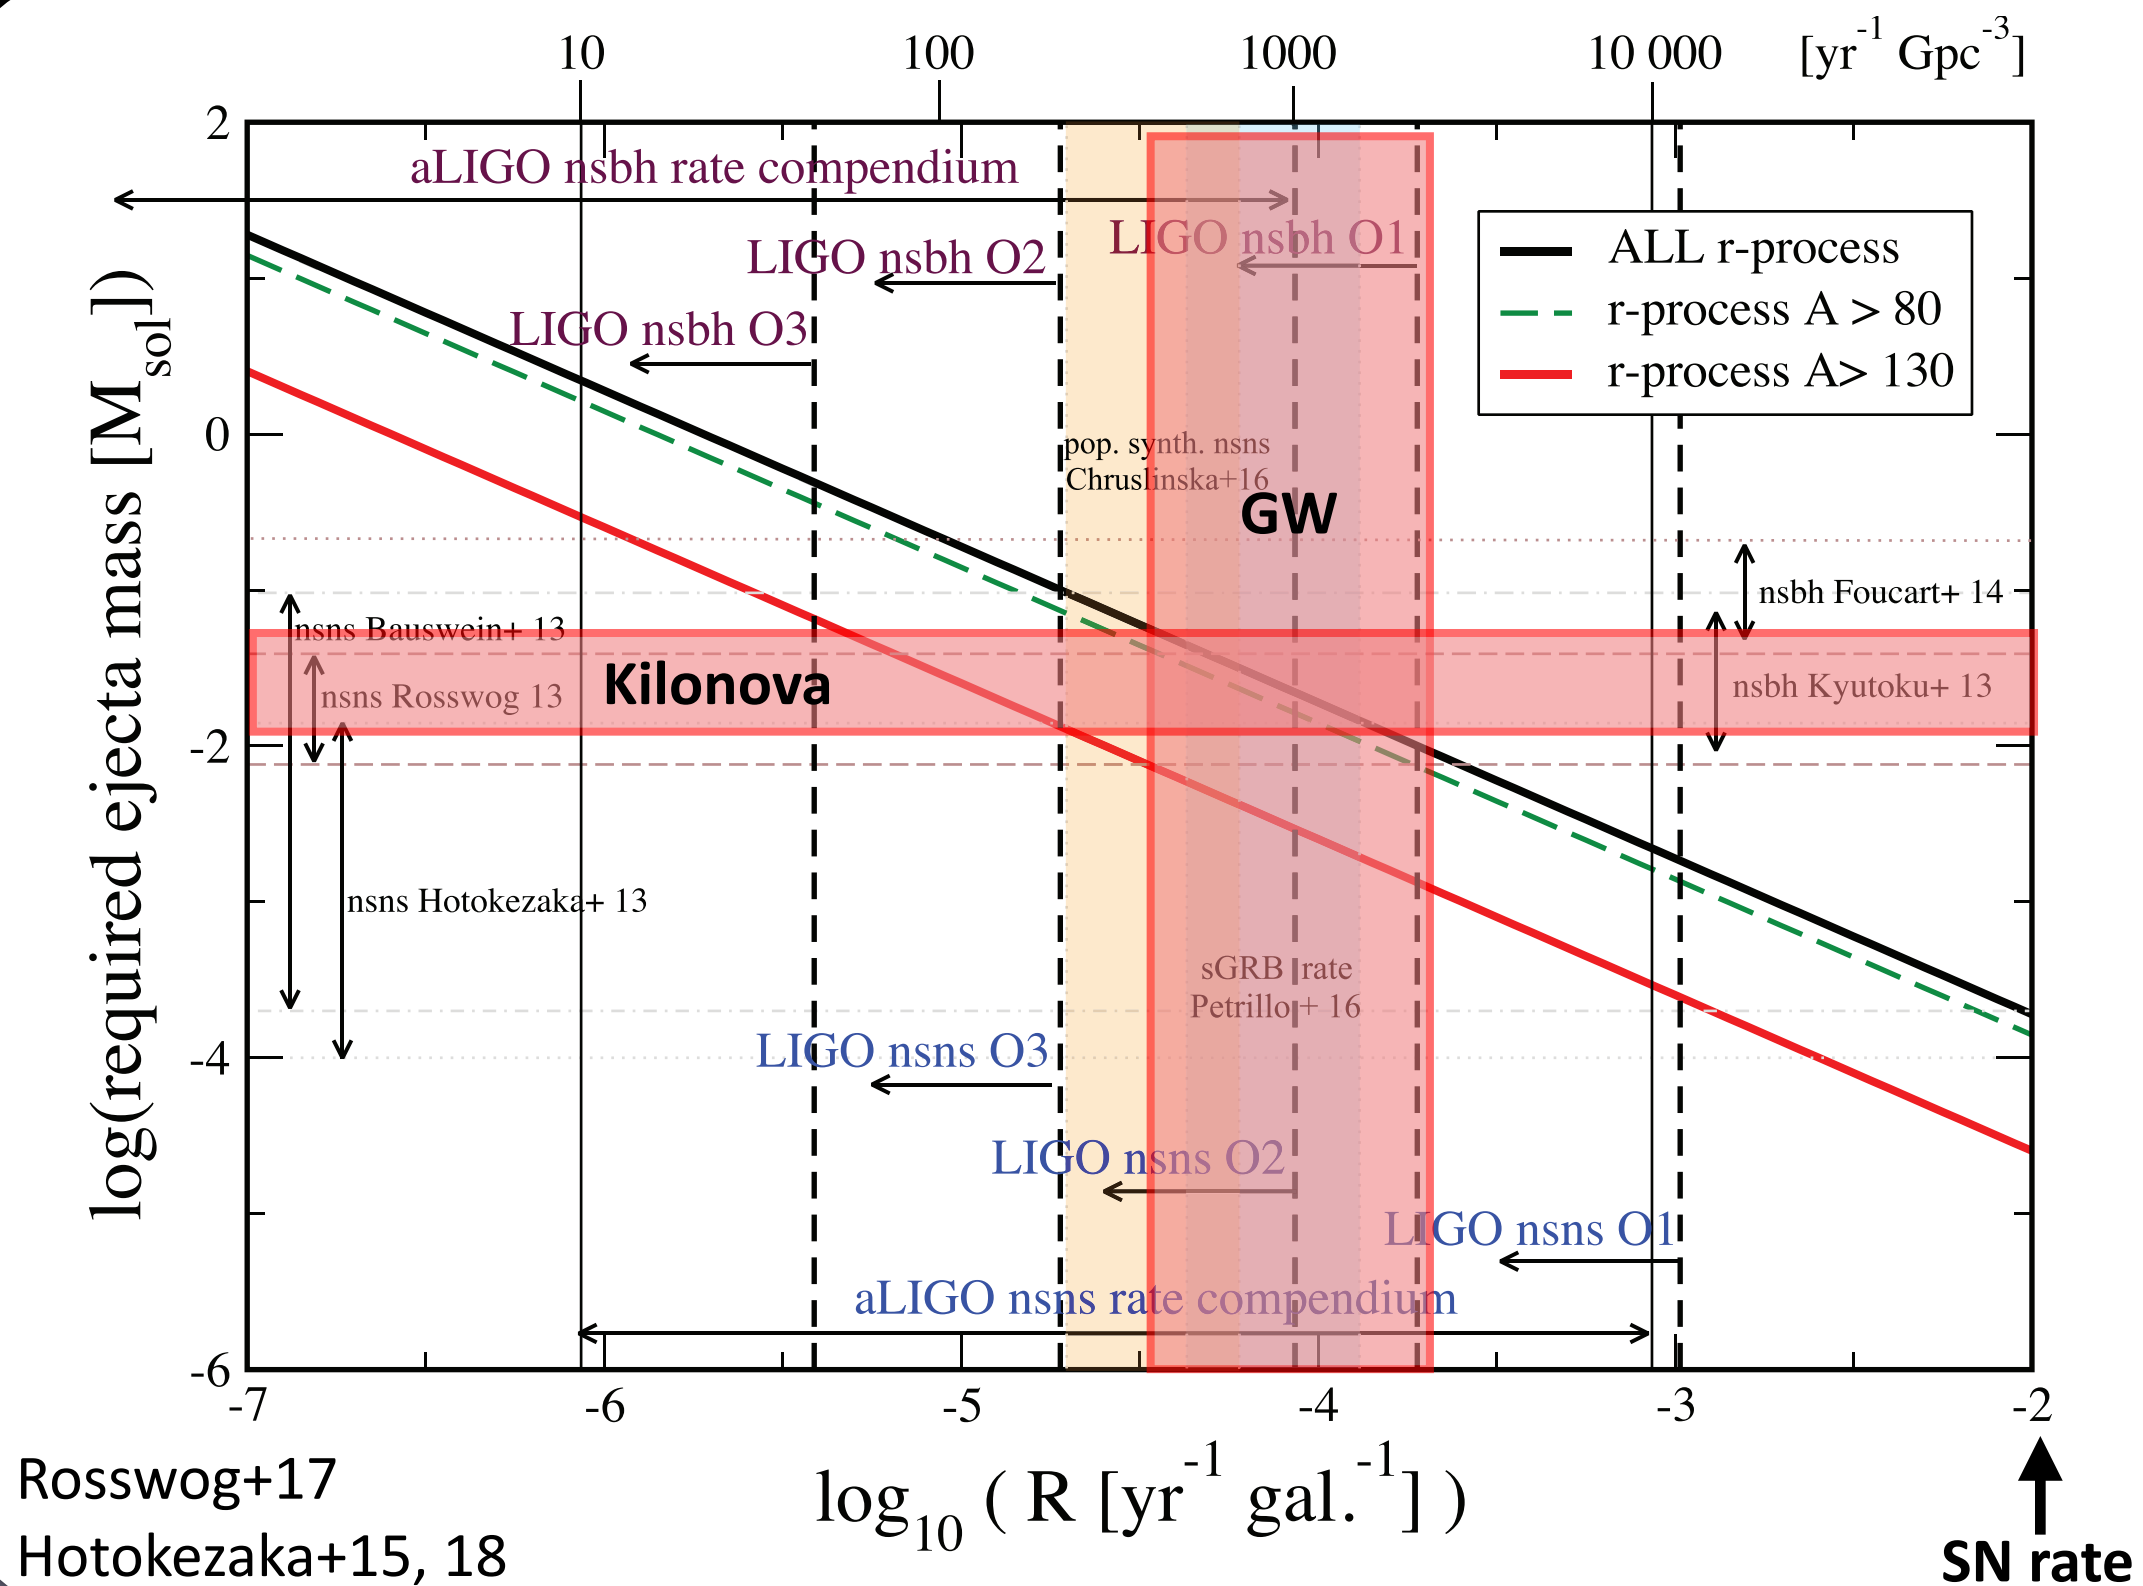 10 100 1000 10 000 [yr-1 Gpc-3]
2
0
-2
-4
-6
log(required ejecta mass [Msol])
aLIGO nsbh rate compendium
LIGO nsbh O1
LIGO nsbh O2
LIGO nsbh O3
ALL r-process
r-process A > 80
r-process A> 130
pop. synth. nsns
Chruslinska+16
GW
nsbh Foucart+ 14
nsns Bauswein+ 13
nsns Rosswog 13
Kilonova
nsbh Kyutoku+ 13
nsns Hotokezaka+ 13
sGRB rate
Petrillo+ 16
LIGO nsns O3
LIGO nsns O2
LIGO nsns O1
aLIGO nsns rate compendium
-7 -6 -5 -4 -3 -2
log10 ( R [yr-1 gal.-1] )
Rosswog+17
Hotokezaka+15, 18
SN rate